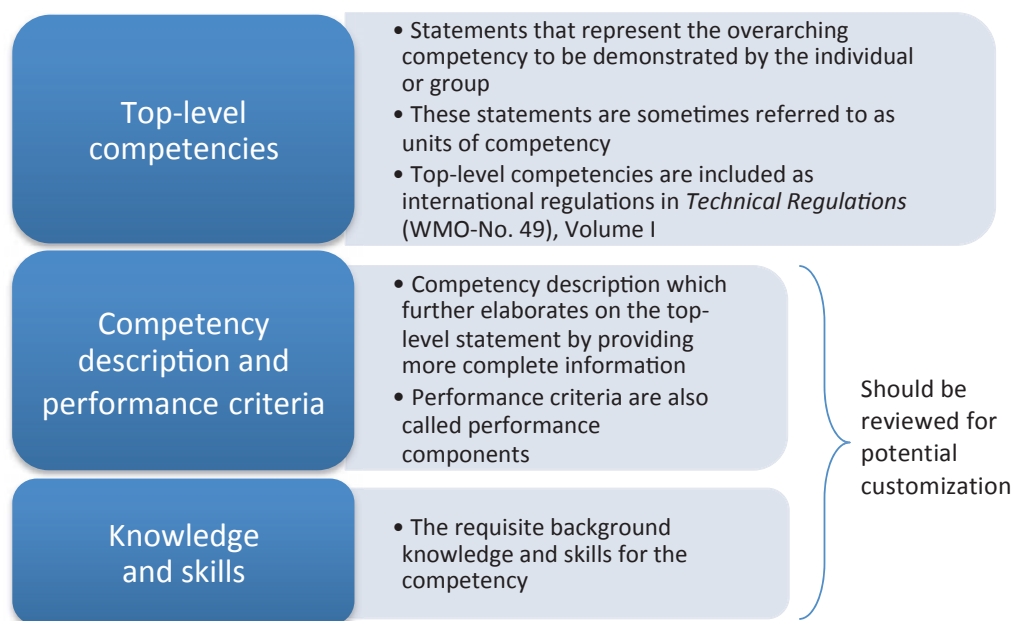 Top-level
competencies
• Statements that represent the overarching
competency to be demonstrated by the individual
or group
• These statements are sometimes referred to as
units of competency
• Top-level competencies are included as
international regulations in Technical Regulations
(WMO-No. 49), Volume I
Competency
description and
performance criteria
• Competency description which
further elaborates on the top-
level statement by providing
more complete information
• Performance criteria are also
called performance
components
Knowledge
and skills
• The requisite background
knowledge and skills for the
competency
Should be
reviewed for
potential
customization